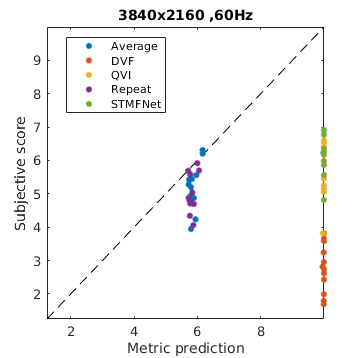 3840x2160 ,60Hz
Average
DVF
QVI
Repeat
STMFNet
Subjective score
9
8
7
6
5
4
3
2
2
4
6
8
Metric prediction